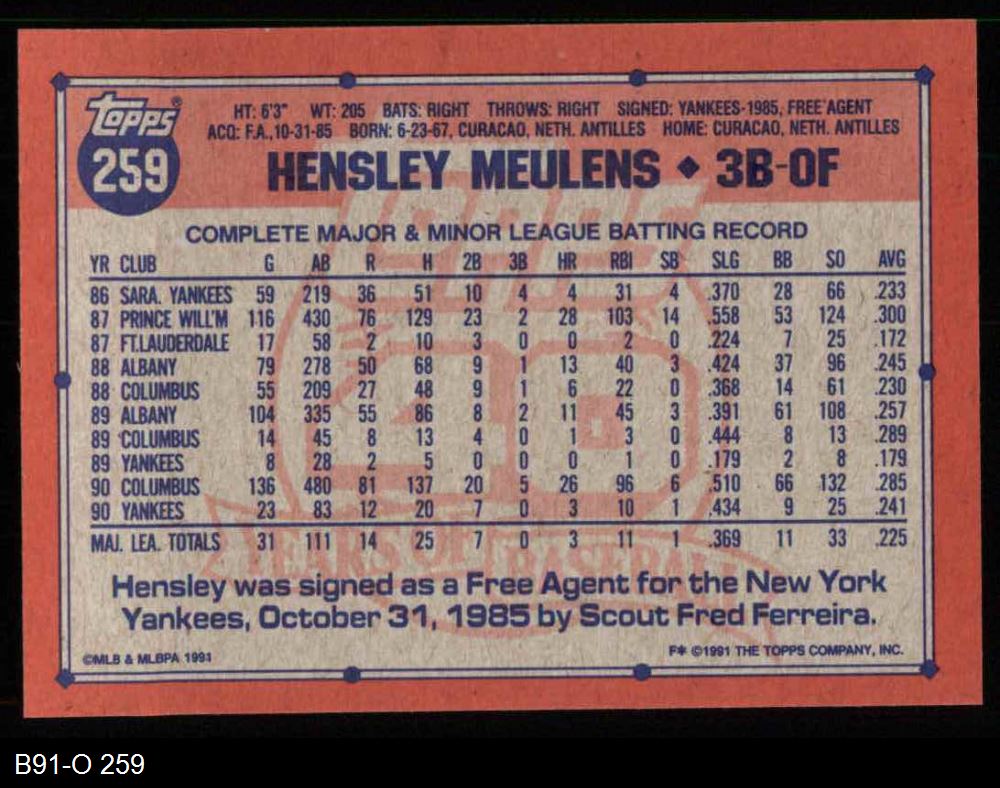 TOPPS®
259
HT: 6'3" WT: 205 BATS: RIGHT THROWS: RIGHT SIGNED: YANKEES-1985, FREE AGENT
ACQ: F.A.,10-31-85 BORN: 6-23-67, CURACAO, NETH. ANTILLES HOME: CURACAO, NETH. ANTILLES
HENSLEY MEULENS ◆ 3B-OF
COMPLETE MAJOR & MINOR LEAGUE BATTING RECORD
YR CLUB G AB R H 2B 3B HR RBI SB SLG BB SO AVG
86 SARA. YANKEES 59 219 36 51 10 4 4 31 4 .370 28 66 .233
87 PRINCE WILL'M 116 430 76 129 23 2 28 103 14 .558 53 124 .300
87 FT.LAUDERDALE 17 58 2 10 3 0 0 2 0 .224 7 25 .172
88 ALBANY 79 278 50 68 9 1 13 40 3 .424 37 96 .245
88 COLUMBUS 55 209 27 48 9 1 6 22 0 .368 14 61 .230
89 ALBANY 104 335 55 86 8 2 11 45 3 .391 61 108 .257
89 COLUMBUS 14 45 8 13 4 0 1 3 0 .444 8 13 .289
89 YANKEES 8 28 2 5 0 0 0 1 0 .179 2 8 .179
90 COLUMBUS 136 480 81 137 20 5 26 96 6 .510 66 132 .285
90 YANKEES 23 83 12 20 7 0 3 10 1 .434 9 25 .241
MAJ. LEA. TOTALS 31 111 14 25 7 0 3 11 1 .369 11 33 .225
TOPPS
40
YEARS OF BASEBALL
Hensley was signed as a Free Agent for the New York
Yankees, October 31, 1985 by Scout Fred Ferreira.
©MLB & MLBPA 1991
F* ©1991 THE TOPPS COMPANY, INC.
B91-O 259